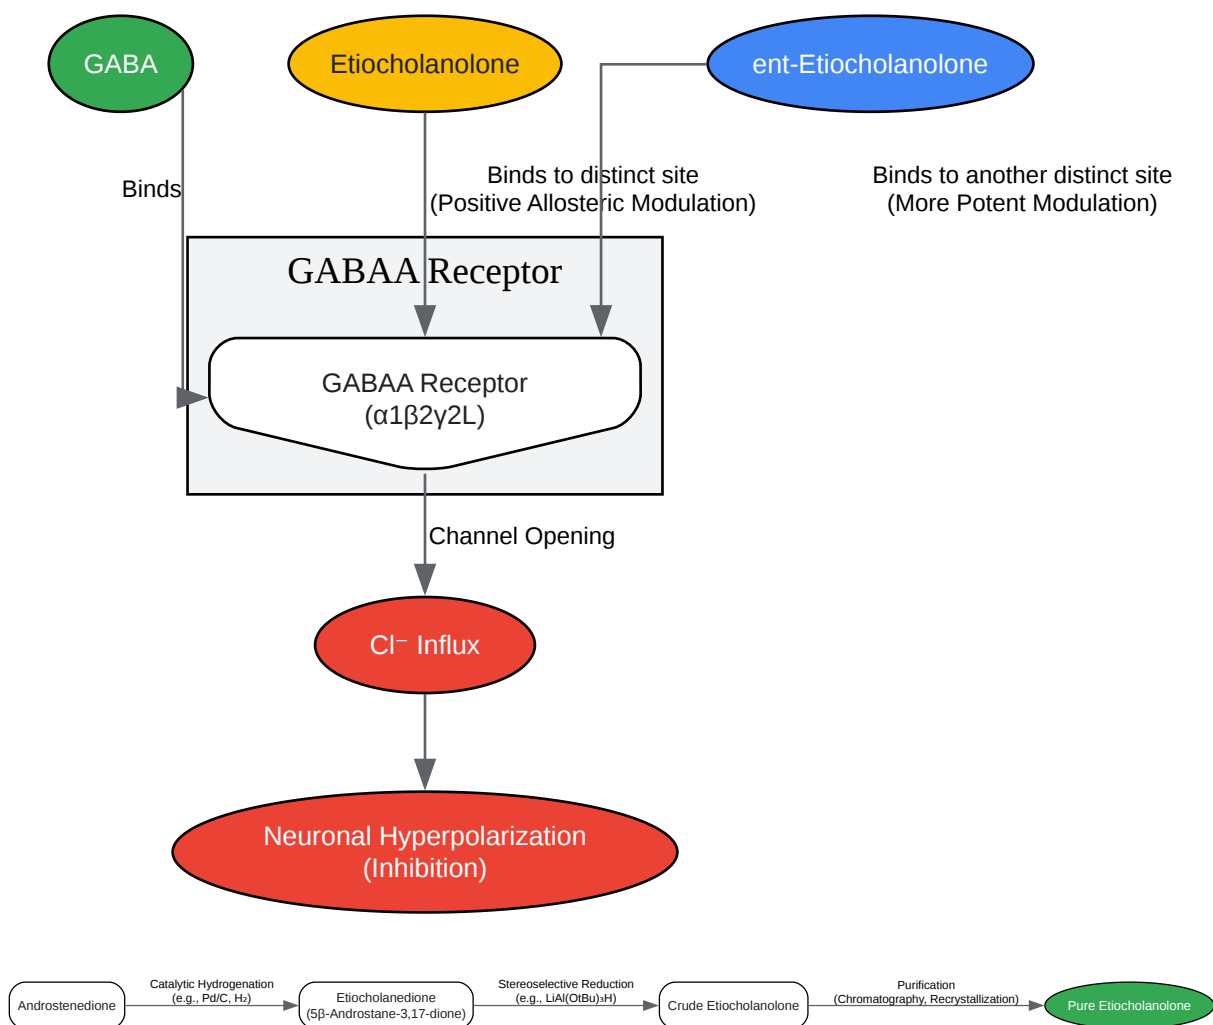 GABA
Etiocholanolone
ent-Etiocholanolone
Binds
Binds to distinct site
(Positive Allosteric Modulation)
Binds to another distinct site
(More Potent Modulation)
GABAA Receptor
GABAA Receptor
(α1β2γ2L)
Channel Opening
Cl⁻ Influx
Neuronal Hyperpolarization
(Inhibition)
Androstenedione
Catalytic Hydrogenation
(e.g., Pd/C, H₂)
Etiocholanedione
(5β-Androstane-3,17-dione)
Stereoselective Reduction
(e.g., LiAl(OtBu)₃H)
Crude Etiocholanolone
Purification
(Chromatography, Recrystallization)
Pure Etiocholanolone